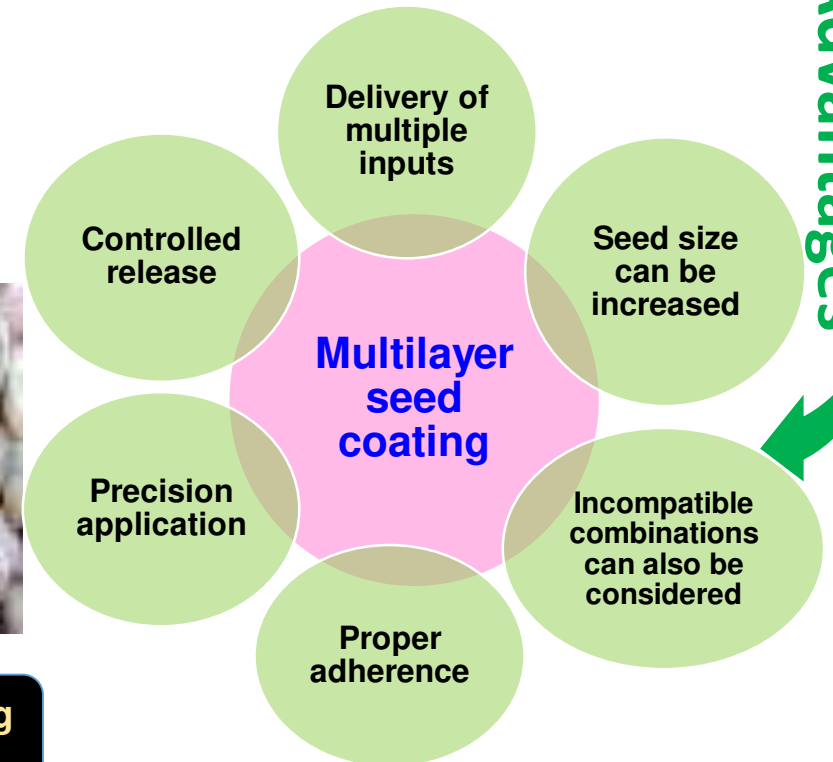 Advantages
Delivery of
multiple
inputs
Controlled
release
Seed size
can be
increased
Multilayer
seed
coating
Precision
application
Incompatible
combinations
can also be
considered
Proper
adherence
g